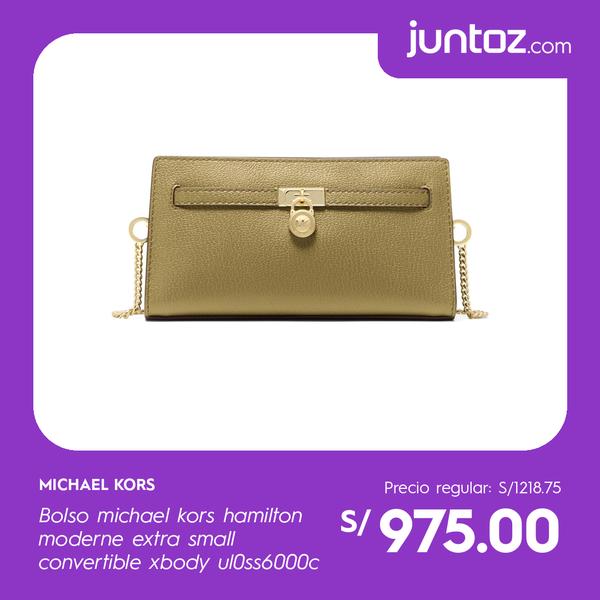 juntoz.com
MICHAEL KORS
Bolso michael kors hamilton
moderne extra small
convertible xbody ul0ss6000c
Precio regular: S/1218.75
S/ 975.00